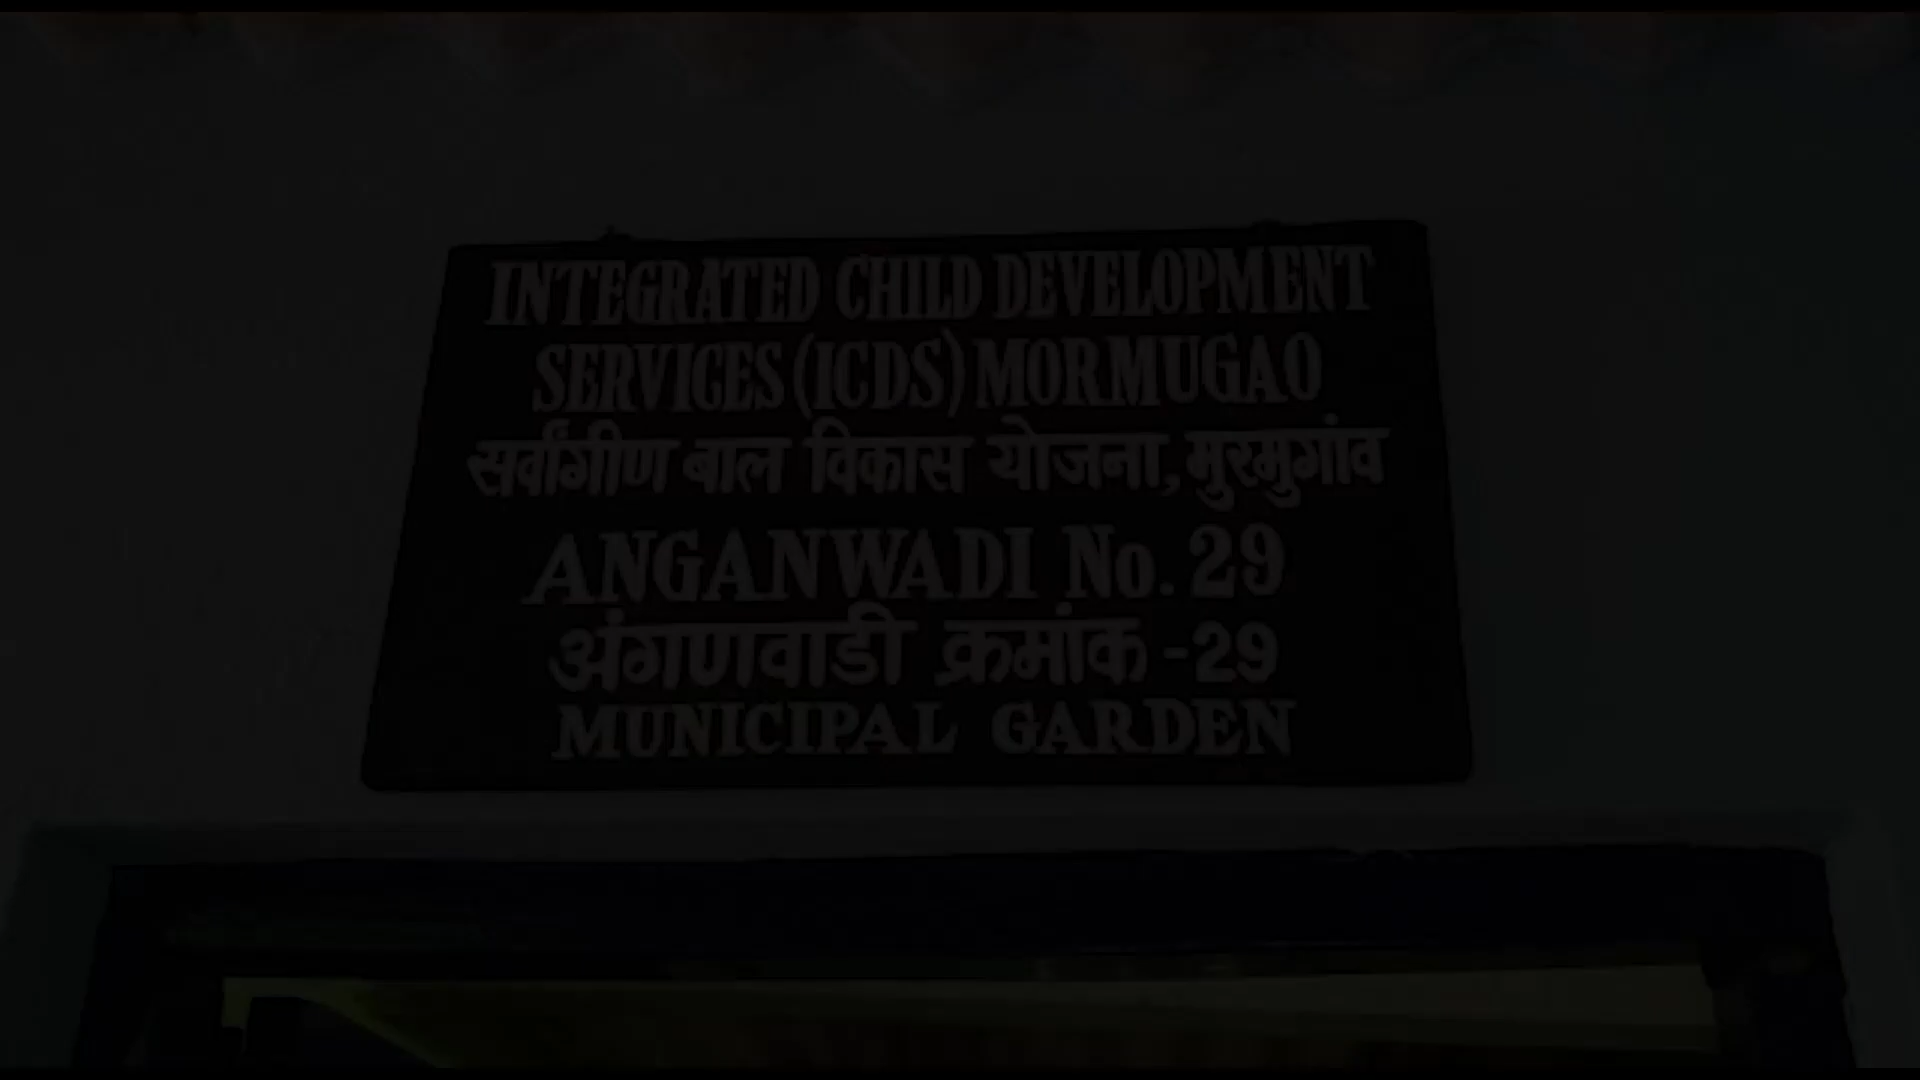 INTEGRATED CHILD DEVELOPMENT
SERVICES (ICDS) MORMUGAO
सर्वांगीण बाल विकास योजना, मुरमुगांव
ANGANWADI No. 29
अंगणवाडी क्रमांक -29
MUNICIPAL GARDEN